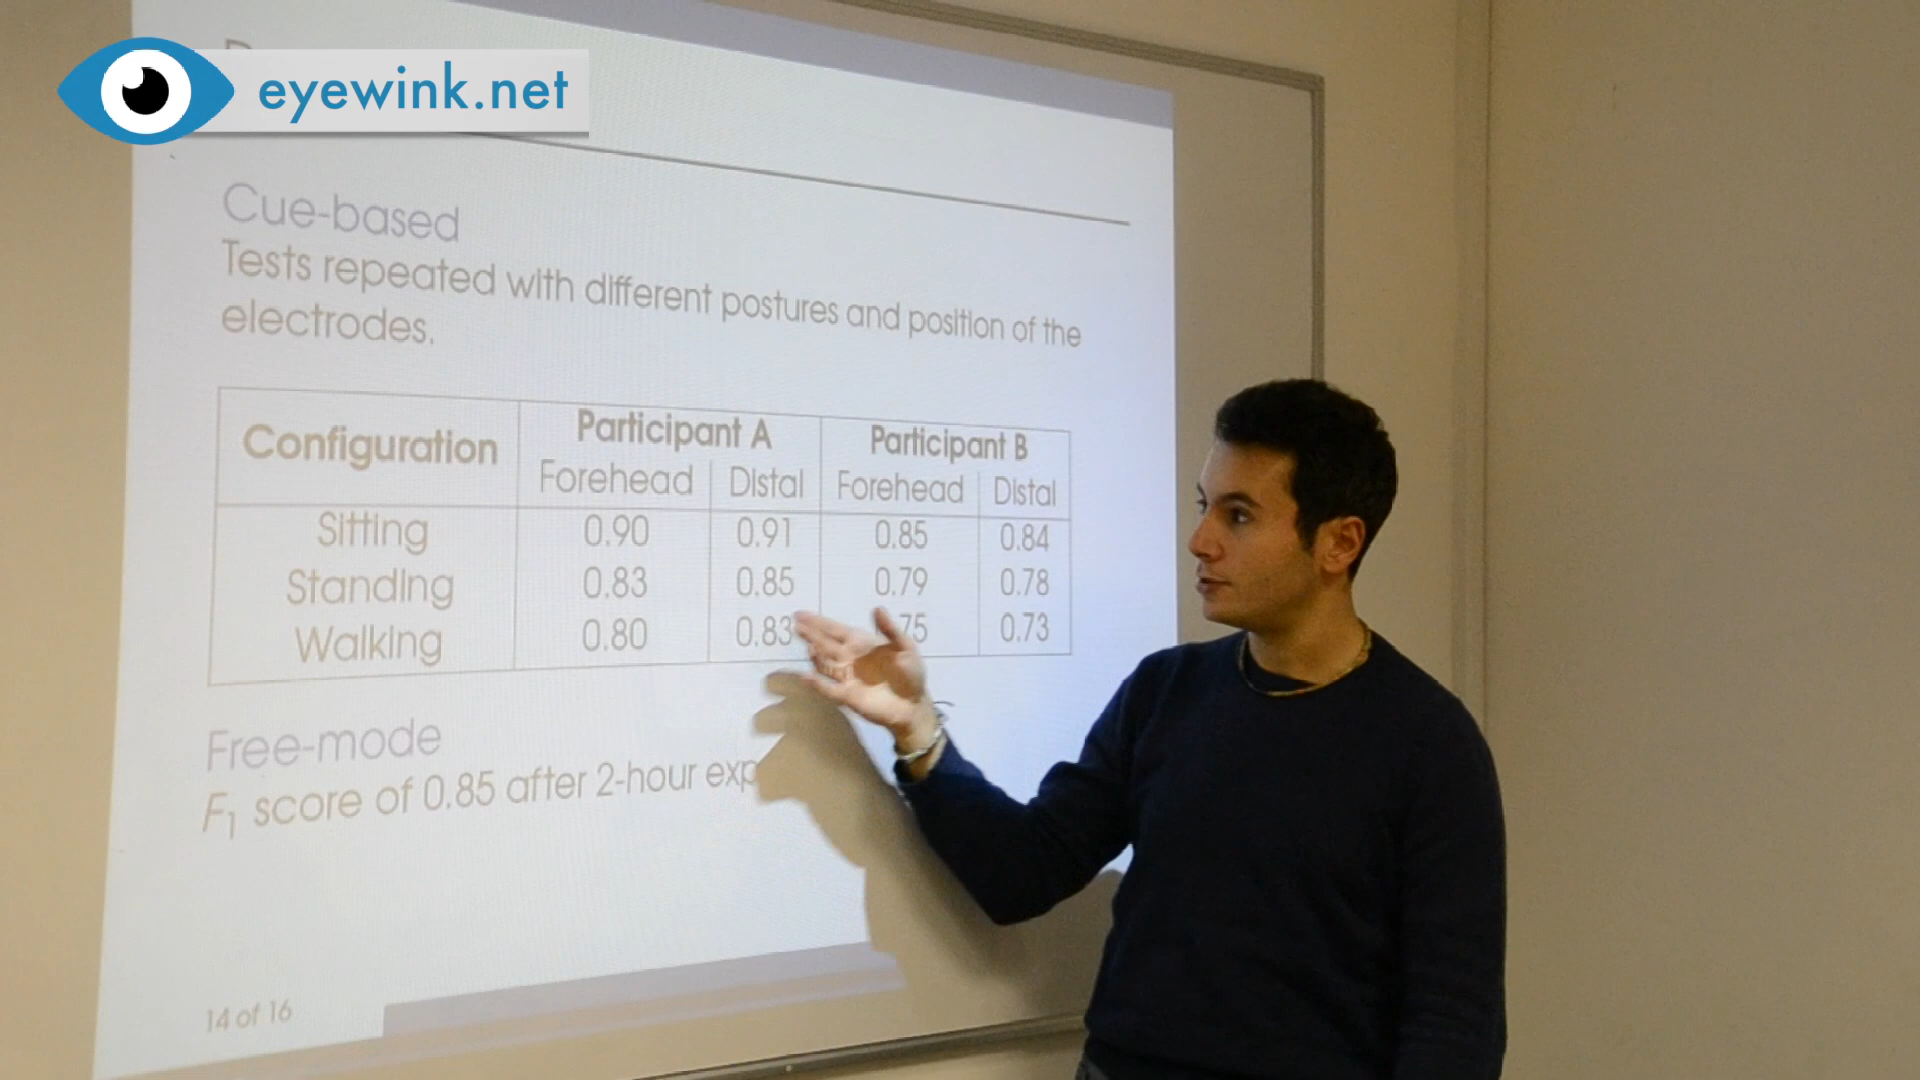 eyewink.net
Cue-based
Tests repeated with different postures and position of the
electrodes.
Configuration Participant A Participant B
Forehead Distal Forehead Distal
Sitting 0.90 0.91 0.85 0.84
Standing 0.83 0.85 0.79 0.78
Walking 0.80 0.83 75 0.73
Free-mode
F1 score of 0.85 after 2-hour exp
14 of 16